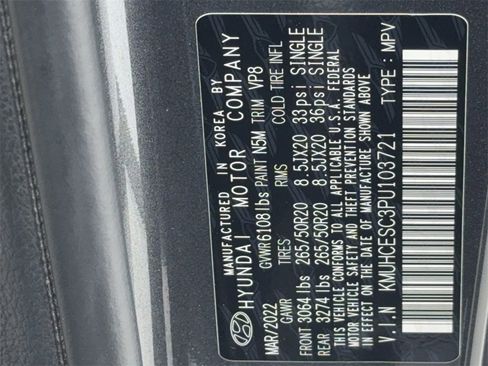 MANUFACTURED IN KOREA BY
HYUNDAI MOTOR COMPANY
MAR/2022 GVWR 6108 lbs PAINT N5M TRIM VP8
GAWR TIRES RIMS COLD TIRE INFL
FRONT 3064 lbs 265/50R20 8.5JX20 33psi SINGLE
REAR 3274 lbs 265/50R20 8.5JX20 36psi SINGLE
THIS VEHICLE CONFORMS TO ALL APPLICABLE U.S.A. FEDERAL
MOTOR VEHICLE SAFETY AND THEFT PREVENTION STANDARDS
IN EFFECT ON THE DATE OF MANUFACTURE SHOWN ABOVE
V.I.N KMUHCESC3PU103721 TYPE : MPV